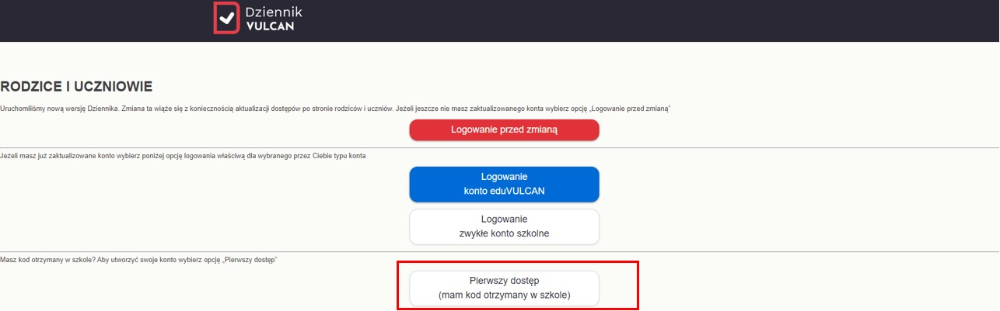 Dziennik
VULCAN
RODZICE I UCZNIOWIE
Uruchomiliśmy nową wersję Dziennika. Zmiana ta wiąże się z koniecznością aktualizacji dostępów po stronie rodziców i uczniów. Jeżeli jeszcze nie masz zaktualizowanego konta wybierz opcję „Logowanie przed zmianą”
Logowanie przed zmianą
Jeżeli masz już zaktualizowane konto wybierz poniżej opcję logowania właściwą dla wybranego przez Ciebie typu konta
Logowanie
konto eduVULCAN
Logowanie
zwykłe konto szkolne
Masz kod otrzymany w szkole? Aby utworzyć swoje konto wybierz opcję „Pierwszy dostęp”
Pierwszy dostęp
(mam kod otrzymany w szkole)